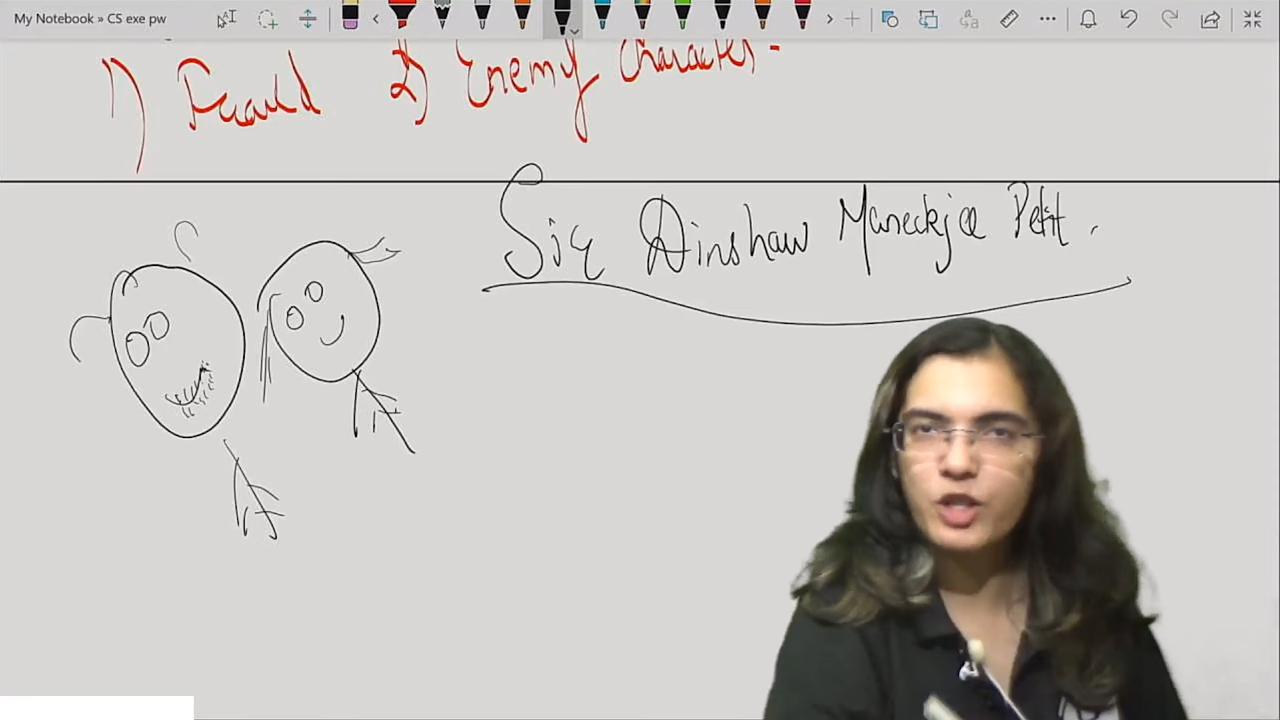 My Notebook » CS exe pw
1) Fraud 2) Enemy Character -
Sir Dinshaw Maneckjee Petit.